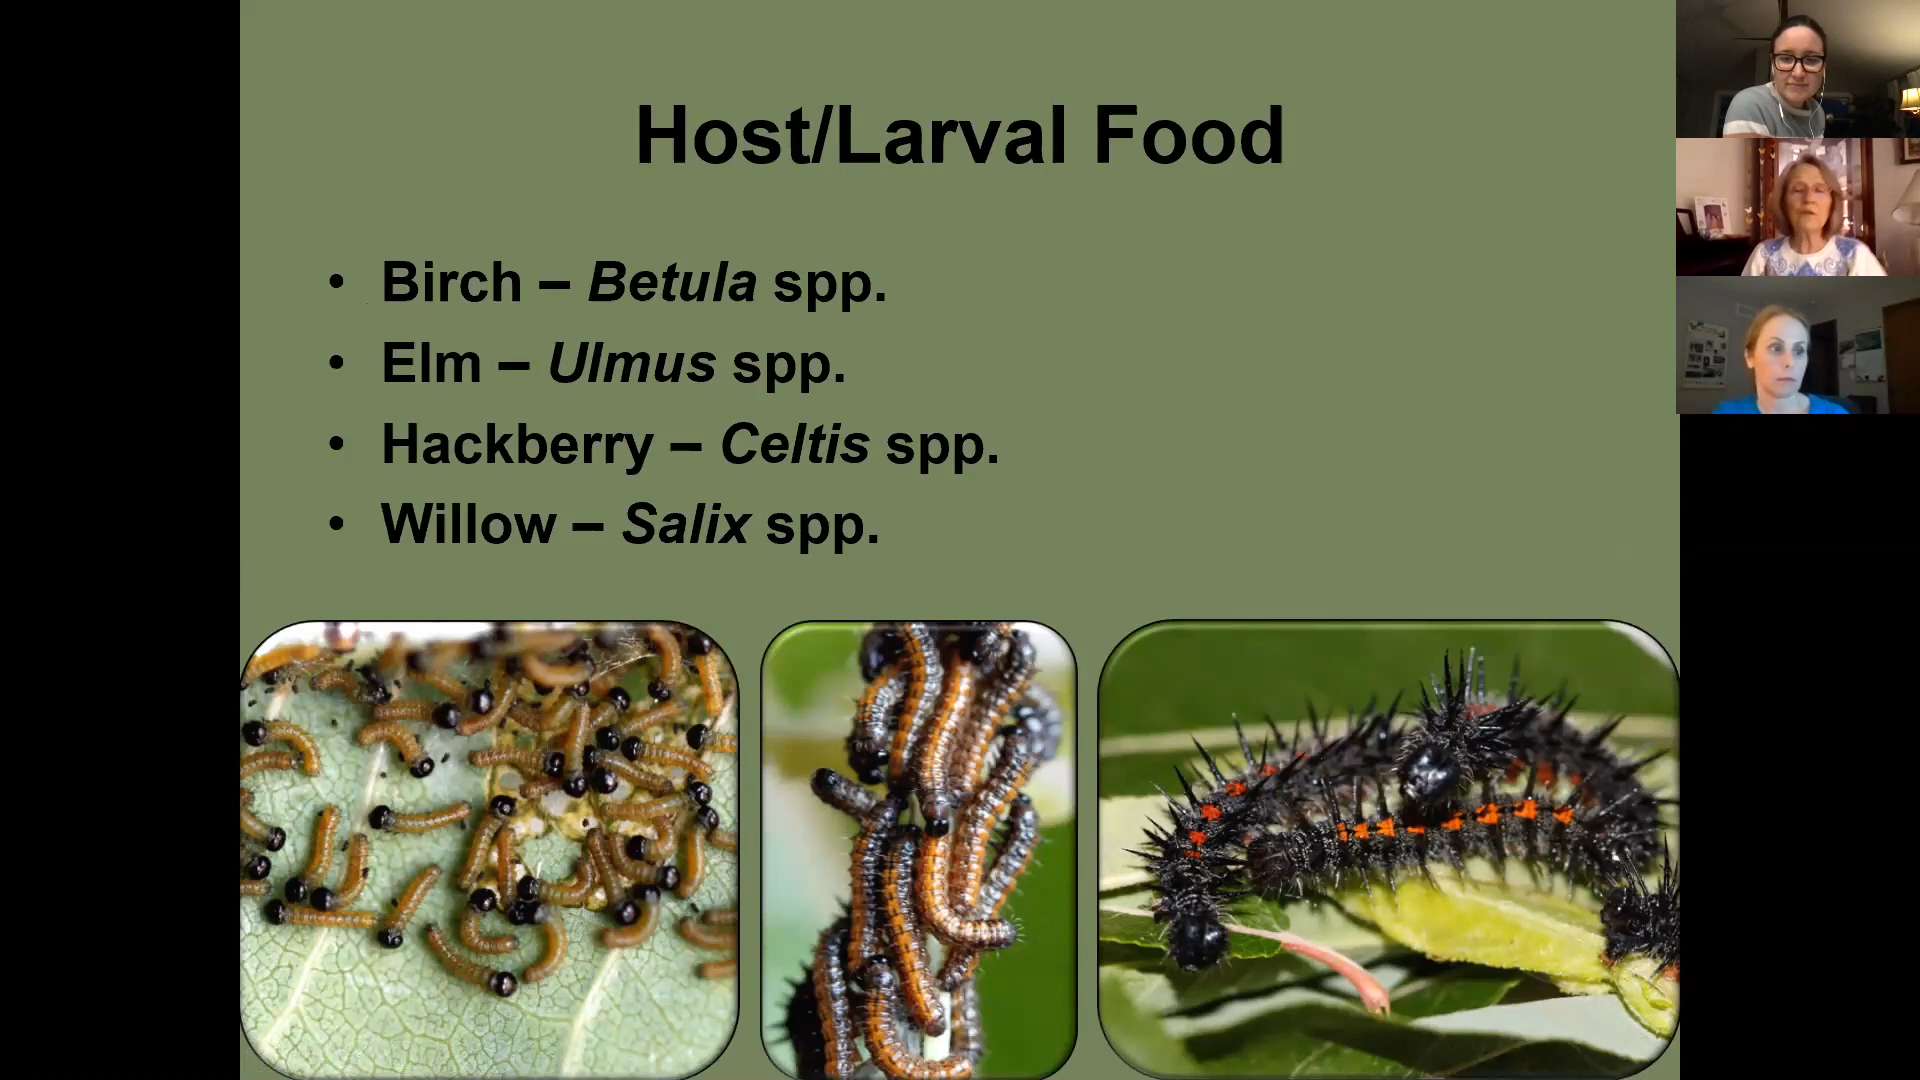 Host/Larval Food
• Birch – Betula spp.
• Elm – Ulmus spp.
• Hackberry – Celtis spp.
• Willow – Salix spp.